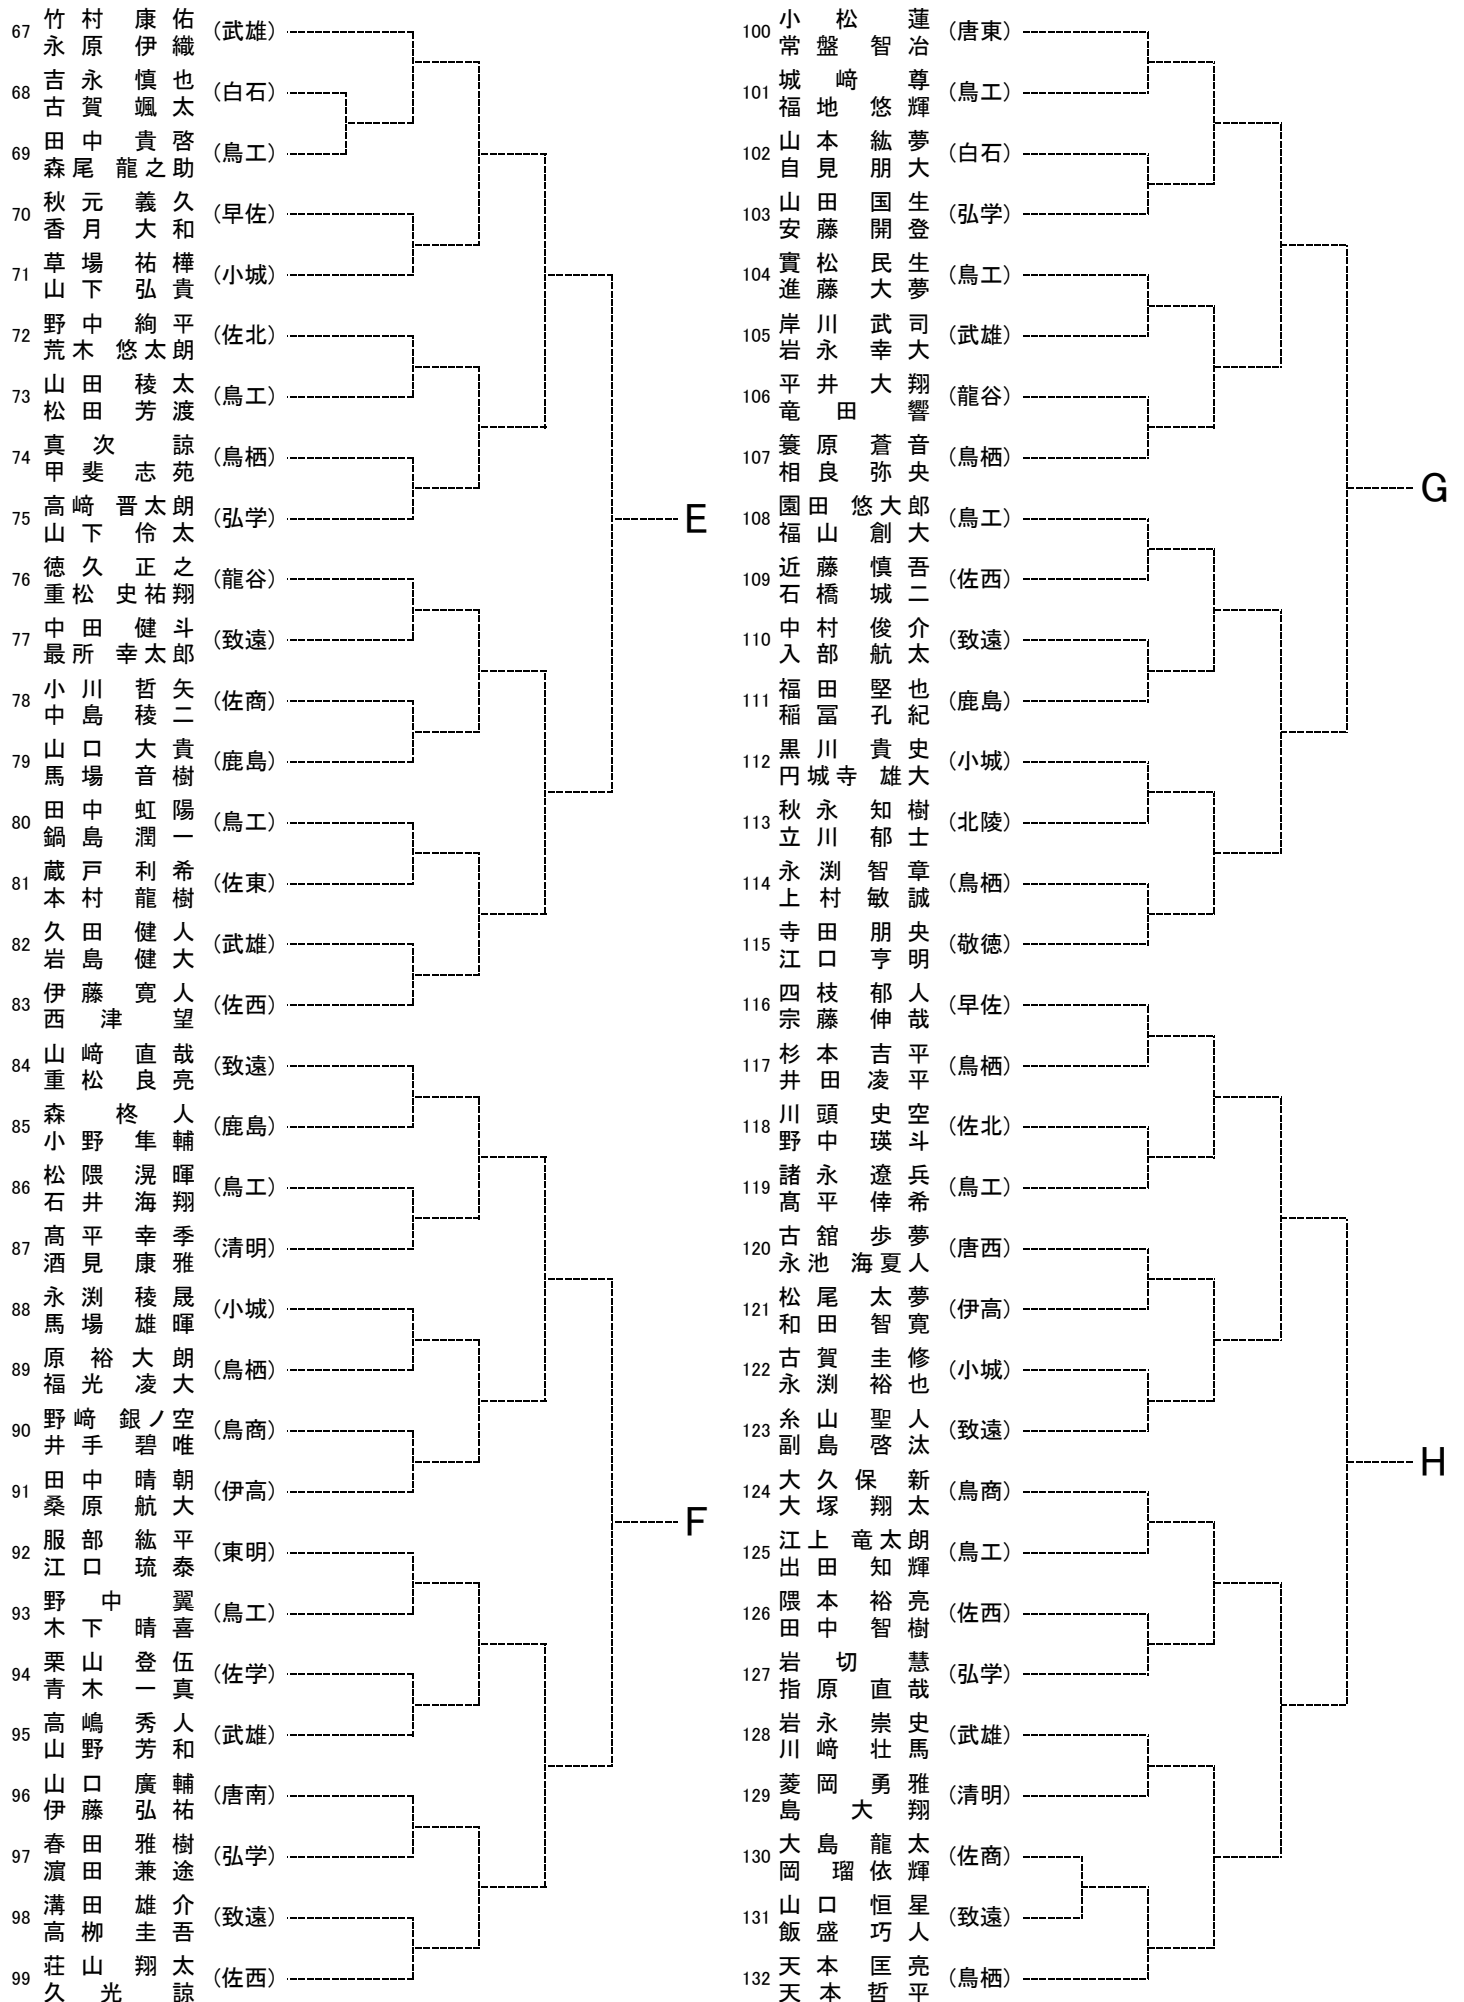 67 竹村 康佑 (武雄)
永原 伊織
68 吉永 慎也 (白石)
古賀 颯太
69 田中 貴啓 (鳥工)
森尾 龍之助
70 秋元 義久 (早佐)
香月 大和
71 草場 祐樺 (小城)
山下 弘貴
72 野中 絢平 (佐北)
荒木 悠太朗
73 山田 稜太 (鳥工)
松田 芳渡
74 真次 諒 (鳥栖)
甲斐 志苑
75 高﨑 晋太朗 (弘学)
山下 伶太
76 徳久 正之 (龍谷)
重松 史祐翔
77 中田 健斗 (致遠)
最所 幸太郎
78 小川 哲矢 (佐商)
中島 稜二
79 山口 大貴 (鹿島)
馬場 音樹
80 田中 虹陽 (鳥工)
鍋島 潤一
81 蔵戸 利希 (佐東)
本村 龍樹
82 久田 健人 (武雄)
岩島 健大
83 伊藤 寛人 (佐西)
西津 望
84 山﨑 直哉 (致遠)
重松 良亮
85 森 柊人 (鹿島)
小野 隼輔
86 松隈 滉暉 (鳥工)
石井 海翔
87 髙平 幸季 (清明)
酒見 康雅
88 永渕 稜晟 (小城)
馬場 雄暉
89 原 裕大朗 (鳥栖)
福光 凌大
90 野﨑 銀ノ空 (鳥商)
井手 碧唯
91 田中 晴朝 (伊高)
桑原 航大
92 服部 紘平 (東明)
江口 琉泰
93 野中 翼 (鳥工)
木下 晴喜
94 栗山 登伍 (佐学)
青木 一真
95 高嶋 秀人 (武雄)
山野 芳和
96 山口 廣輔 (唐南)
伊藤 弘祐
97 春田 雅樹 (弘学)
濵田 兼途
98 溝田 雄介 (致遠)
高栁 圭吾
99 荘山 翔太 (佐西)
久光 諒
E
F
100 小松 蓮 (唐東)
常盤 智冶
101 城﨑 尊 (鳥工)
福地 悠輝
102 山本 紘夢 (白石)
自見 朋大
103 山田 国生 (弘学)
安藤 開登
104 實松 民生 (鳥工)
進藤 大夢
105 岸川 武司 (武雄)
岩永 幸大
106 平井 大翔 (龍谷)
竜田 響
107 簑原 蒼音 (鳥栖)
相良 弥央
108 園田 悠大郎 (鳥工)
福山 創大
109 近藤 慎吾 (佐西)
石橋 城二
110 中村 俊介 (致遠)
入部 航太
111 福田 堅也 (鹿島)
稲冨 孔紀
112 黒川 貴史 (小城)
円城寺 雄大
113 秋永 知樹 (北陵)
立川 郁士
114 永渕 智章 (鳥栖)
上村 敏誠
115 寺田 朋央 (敬徳)
江口 亨明
116 四枝 郁人 (早佐)
宗藤 伸哉
117 杉本 吉平 (鳥栖)
井田 凌平
118 川頭 史空 (佐北)
野中 瑛斗
119 諸永 遼兵 (鳥工)
髙平 倖希
120 古舘 歩夢 (唐西)
永池 海夏人
121 松尾 太夢 (伊高)
和田 智寛
122 古賀 圭修 (小城)
永渕 裕也
123 糸山 聖人 (致遠)
副島 啓汰
124 大久保 新 (鳥商)
大塚 翔太
125 江上 竜太朗 (鳥工)
出田 知輝
126 隈本 裕亮 (佐西)
田中 智樹
127 岩切 慧 (弘学)
指原 直哉
128 岩永 崇史 (武雄)
川﨑 壮馬
129 菱岡 勇雅 (清明)
島 大翔
130 大島 龍太 (佐商)
岡 瑠依輝
131 山口 恒星 (致遠)
飯盛 巧人
132 天本 匡亮 (鳥栖)
天本 哲平
G
H